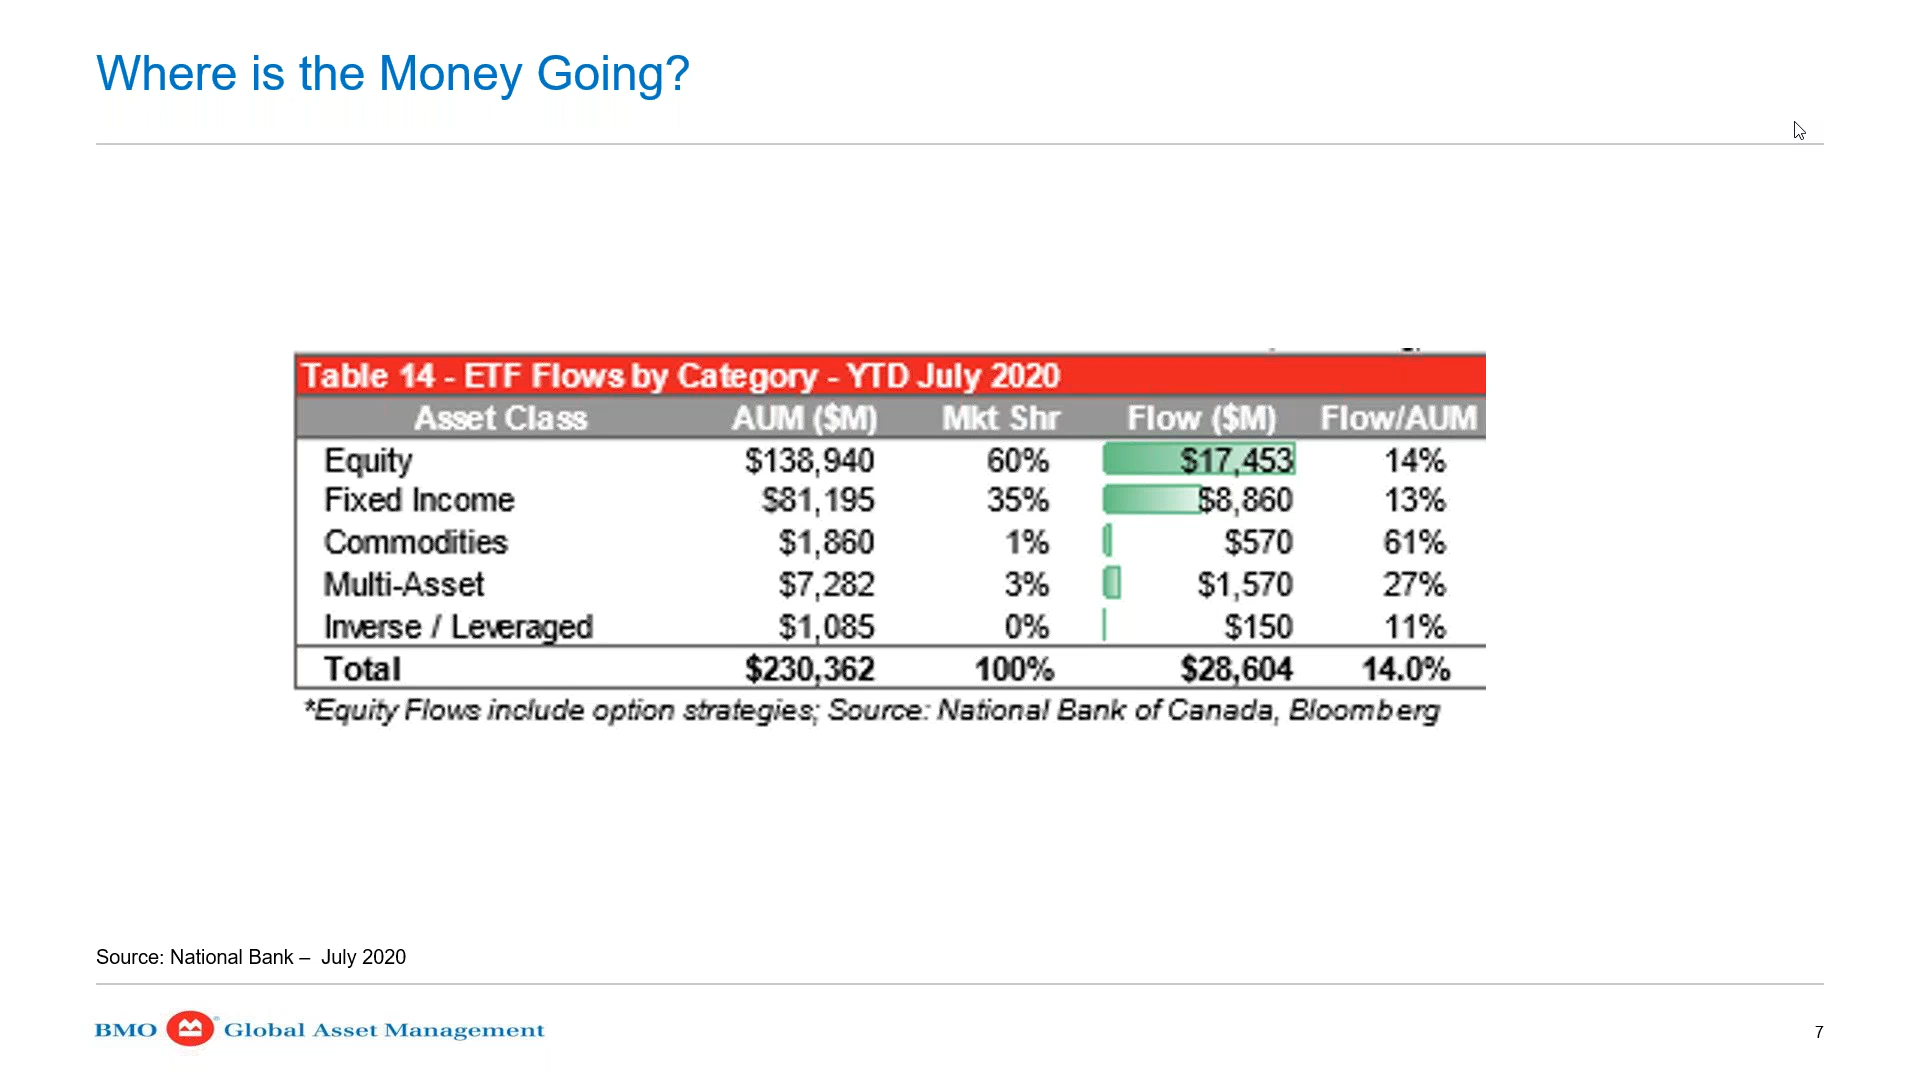 Where is the Money Going?
Table 14 - ETF Flows by Category - YTD July 2020
Asset Class AUM ($M) Mkt Shr Flow ($M) Flow/AUM
Equity $138,940 60% $17,453 14%
Fixed Income $81,195 35% $8,860 13%
Commodities $1,860 1% $570 61%
Multi-Asset $7,282 3% $1,570 27%
Inverse / Leveraged $1,085 0% $150 11%
Total $230,362 100% $28,604 14.0%
*Equity Flows include option strategies; Source: National Bank of Canada, Bloomberg
Source: National Bank – July 2020
BMO Global Asset Management
7